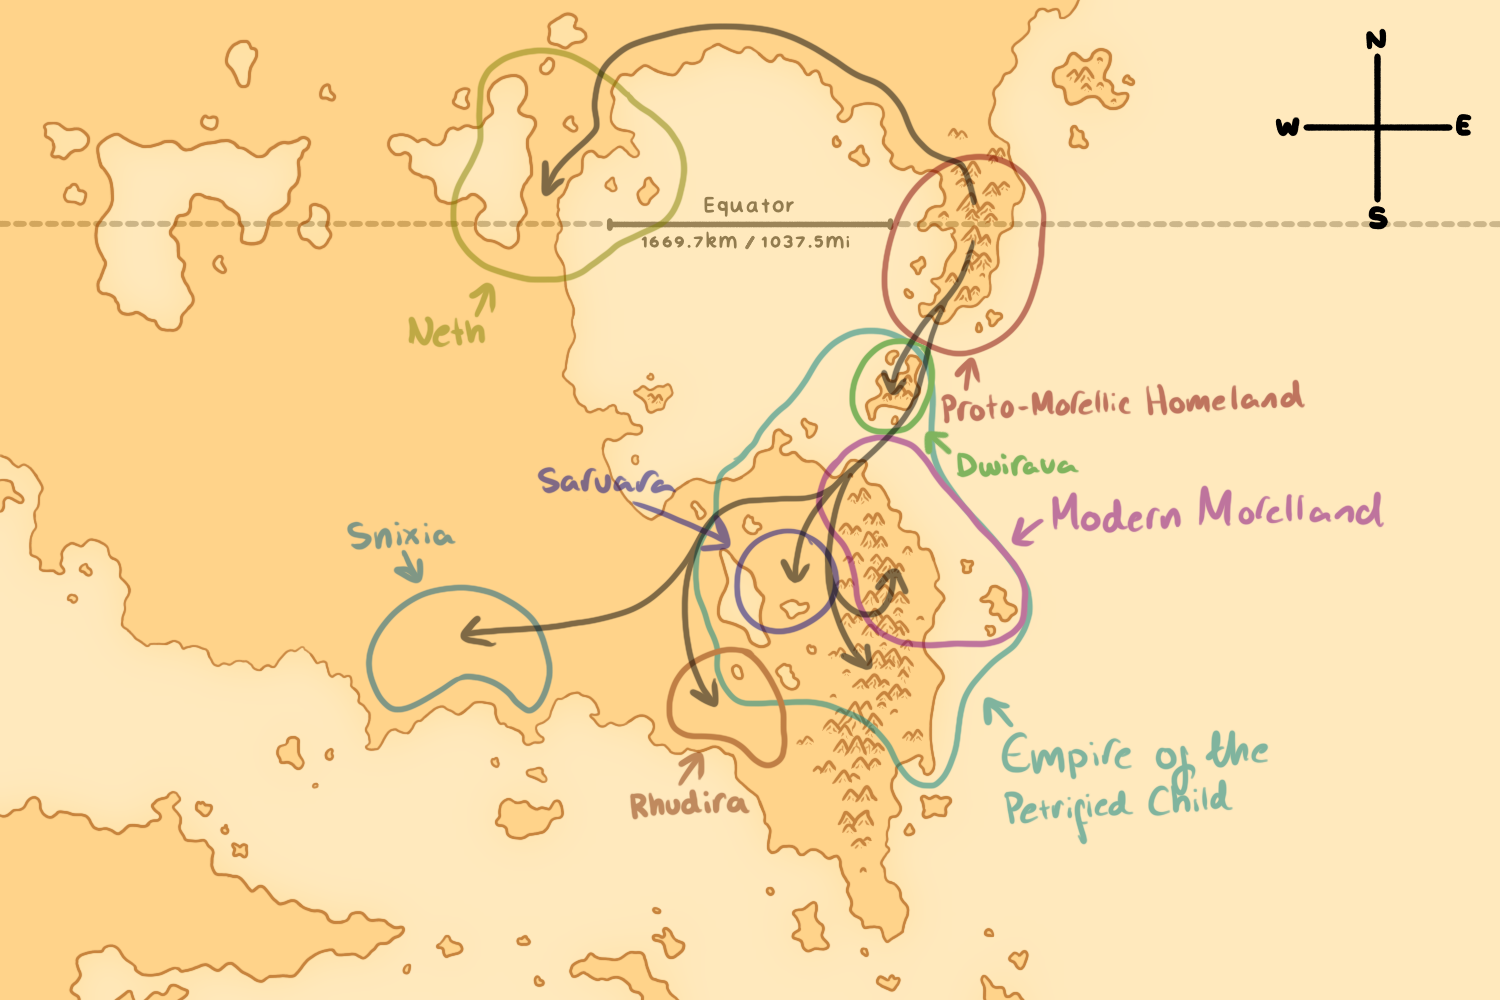 N
W E
S
Equator
1669.7km / 1037.5mi
Neth
Proto-Morellic Homeland
Dwirava
Sarvara
Modern Morelland
Snixia
Empire of the
Petrified Child
Rhudira